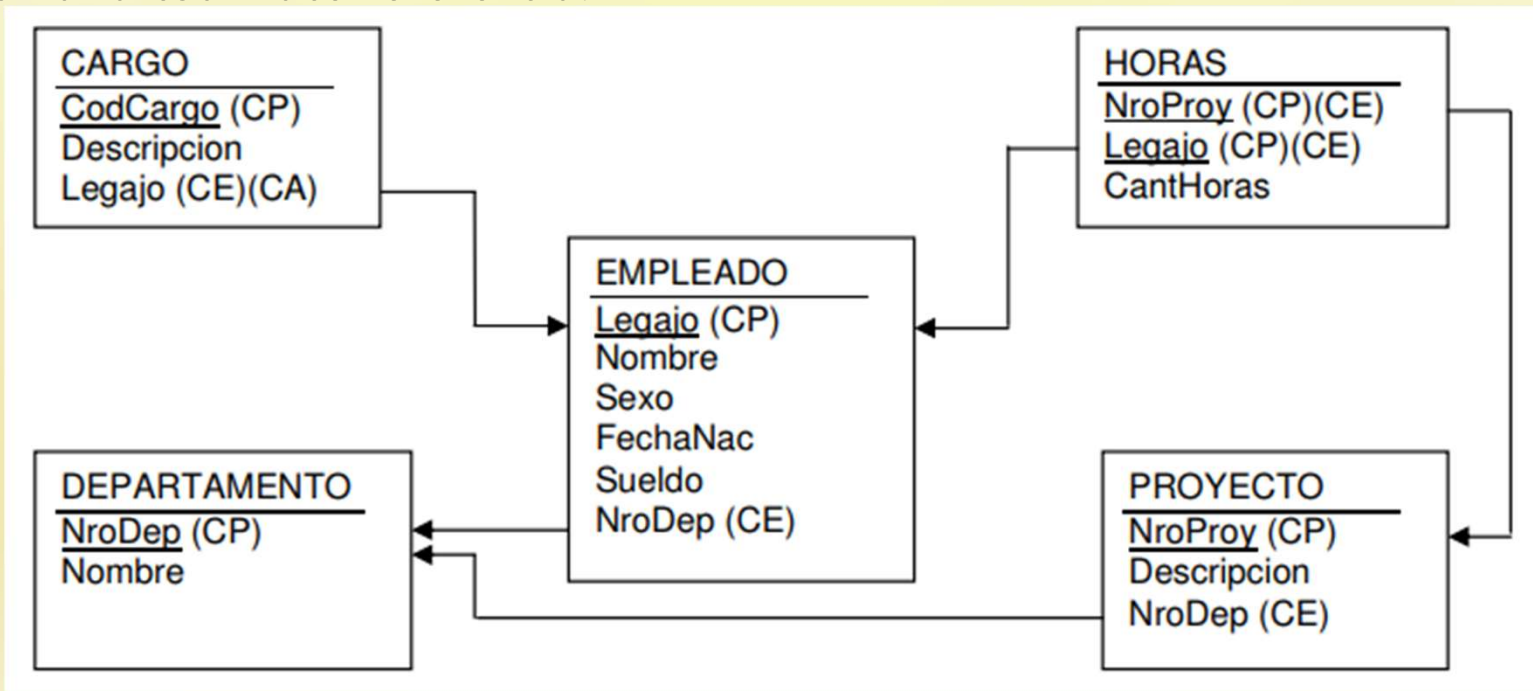 CARGO
CodCargo (CP)
Descripcion
Legajo (CE)(CA)
HORAS
NroProy (CP)(CE)
Legajo (CP)(CE)
CantHoras
EMPLEADO
Legajo (CP)
Nombre
Sexo
FechaNac
Sueldo
NroDep (CE)
DEPARTAMENTO
NroDep (CP)
Nombre
PROYECTO
NroProy (CP)
Descripcion
NroDep (CE)